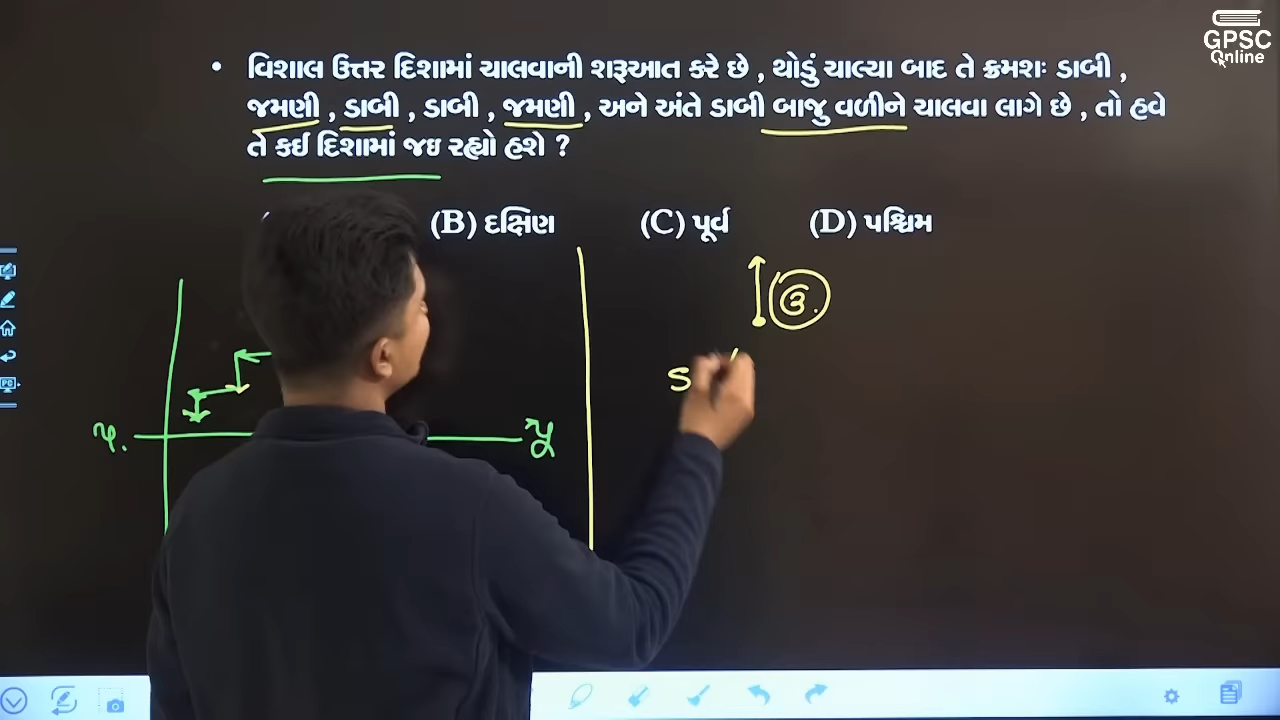 GPSC
Online
• વિશાલ ઉત્તર દિશામાં ચાલવાની શરૂઆત કરે છે , થોડું ચાલ્યા બાદ તે ક્રમશઃ ડાબી ,
જમણી , ડાબી , ડાબી , જમણી , અને અંતે ડાબી બાજુ વળીને ચાલવા લાગે છે , તો હવે
તે કઈ દિશામાં જઇ રહ્યો હશે ?
(B) દક્ષિણ (C) પૂર્વ (D) પશ્ચિમ
ઉ.
પ. પૂ